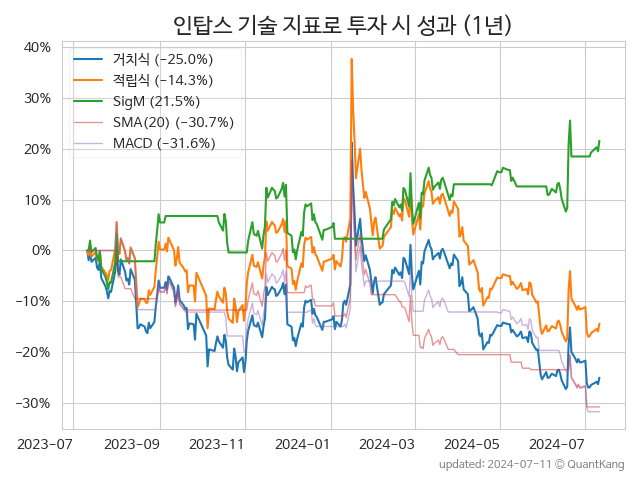 인탑스 기술 지표로 투자 시 성과 (1년)
거치식 (−25.0%)
적립식 (−14.3%)
SigM (21.5%)
SMA(20) (−30.7%)
MACD (−31.6%)
40%
30%
20%
10%
0%
−10%
−20%
−30%
2023-07 2023-09 2023-11 2024-01 2024-03 2024-05 2024-07
updated: 2024-07-11 © QuantKang